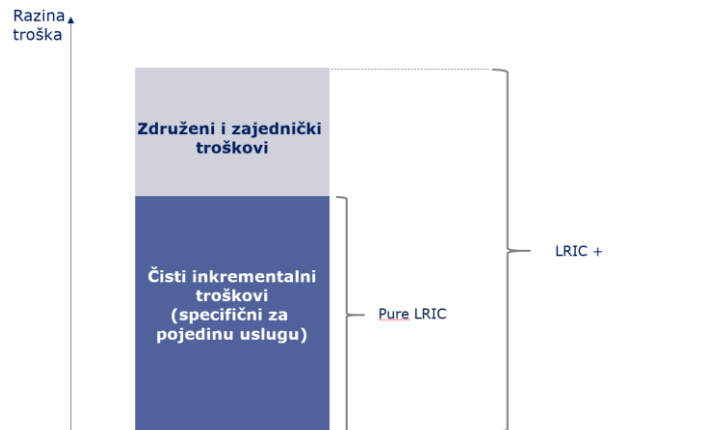 Razina
troška
Združeni i zajednički
troškovi
Čisti inkrementalni
troškovi
(specifični za
pojedinu uslugu)
Pure LRIC
LRIC +